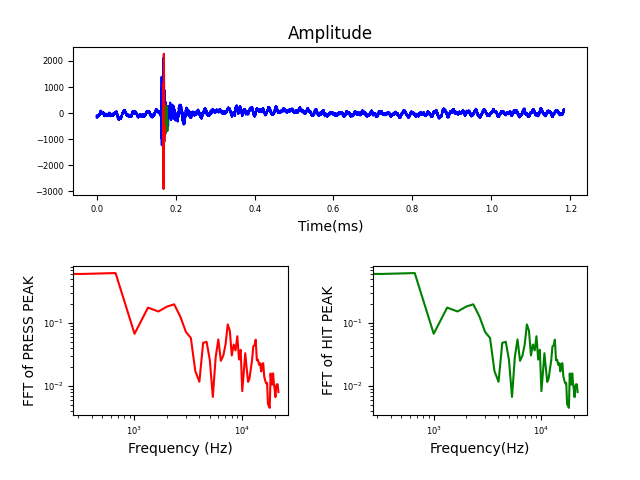 Amplitude
2000
1000
0
−1000
−2000
−3000
0.0 0.2 0.4 0.6 0.8 1.0 1.2
Time(ms)
FFT of PRESS PEAK
10⁻¹
10⁻²
10³ 10⁴
Frequency (Hz)
FFT of HIT PEAK
10⁻¹
10⁻²
10³ 10⁴
Frequency(Hz)